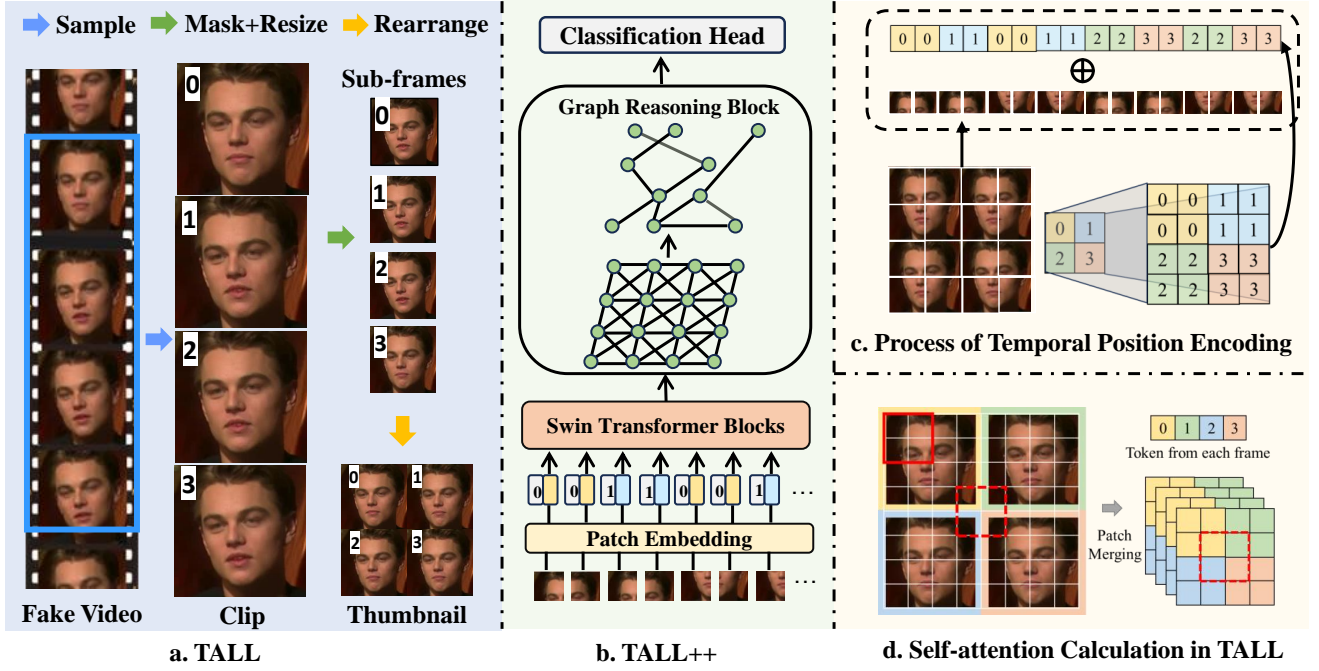 Sample
Mask+Resize
Rearrange
Sub-frames
0
1
2
3
0
1
2
3
0 1
2 3
Fake Video
Clip
Thumbnail
a. TALL
Classification Head
Graph Reasoning Block
Swin Transformer Blocks
0 0 1 1 0 0 1 ...
Patch Embedding
...
b. TALL++
0 0 1 1 0 0 1 1 2 2 3 3 2 2 3 3
0 1
2 3
0 0 1 1
0 0 1 1
2 2 3 3
2 2 3 3
c. Process of Temporal Position Encoding
0 1 2 3
Token from each frame
Patch
Merging
d. Self-attention Calculation in TALL